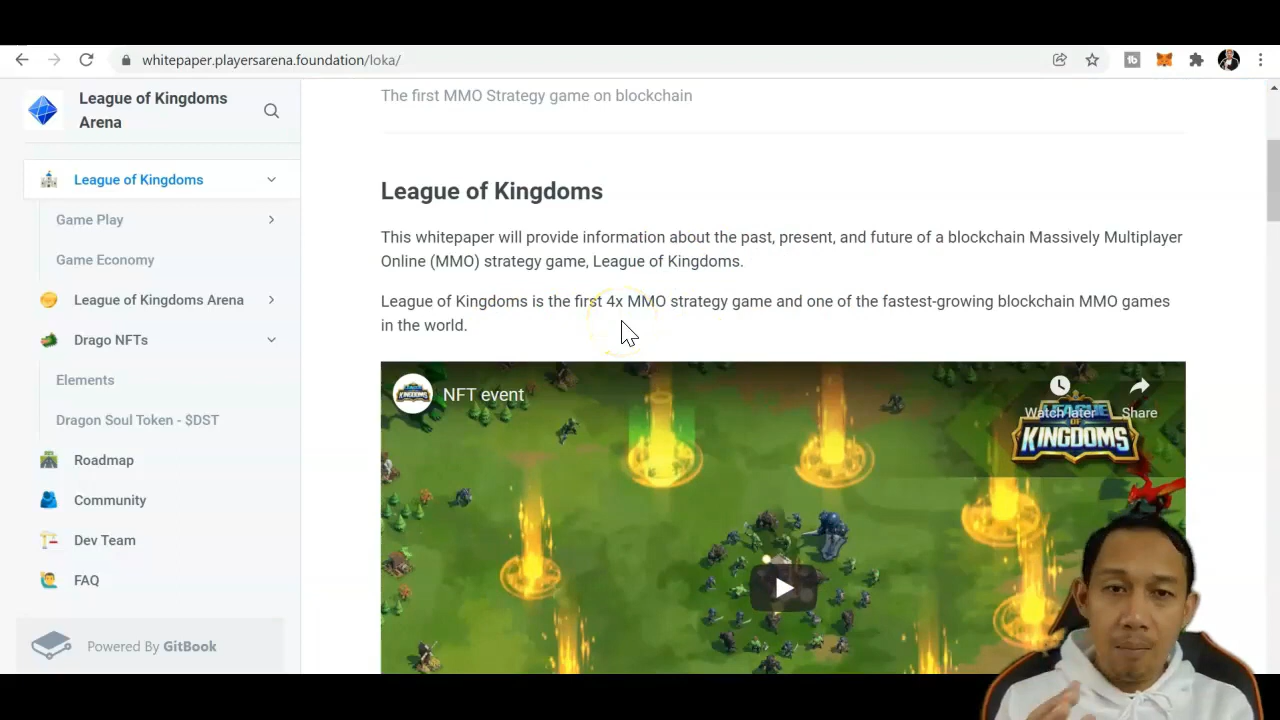 whitepaper.playersarena.foundation/loka/
League of Kingdoms
Arena
League of Kingdoms
Game Play
Game Economy
League of Kingdoms Arena
Drago NFTs
Elements
Dragon Soul Token - $DST
Roadmap
Community
Dev Team
FAQ
Powered By GitBook
The first MMO Strategy game on blockchain
League of Kingdoms
This whitepaper will provide information about the past, present, and future of a blockchain Massively Multiplayer
Online (MMO) strategy game, League of Kingdoms.
League of Kingdoms is the first 4x MMO strategy game and one of the fastest-growing blockchain MMO games
in the world.
NFT event
Watch later
Share
LEAGUE
OF
KINGDOMS